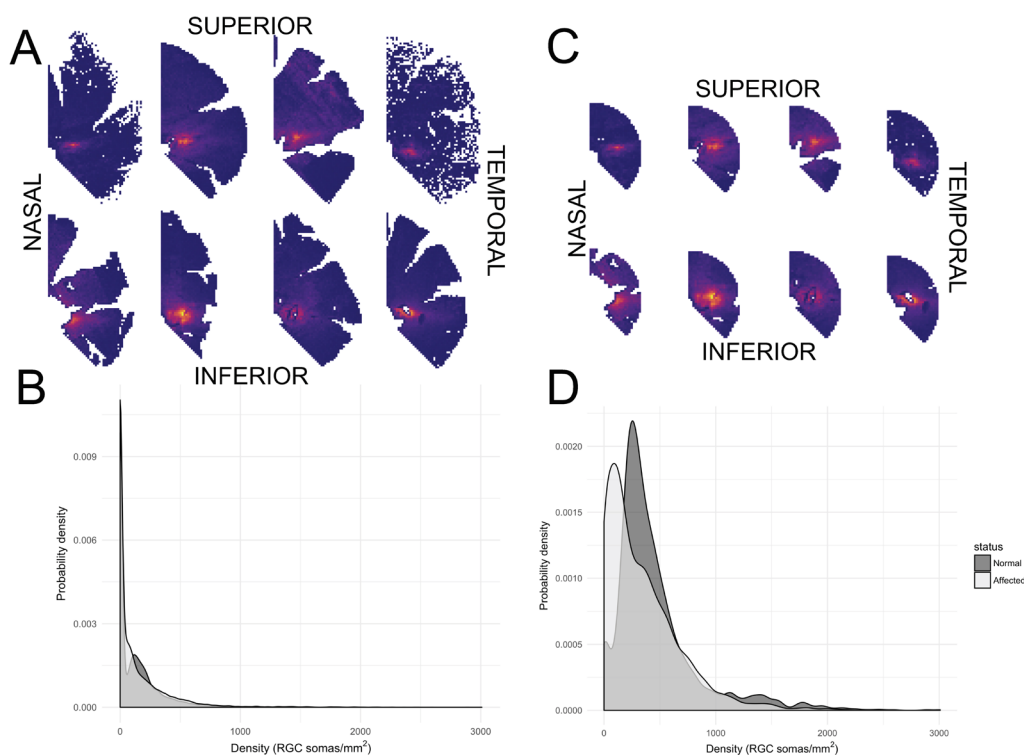 A
SUPERIOR
NASAL
TEMPORAL
INFERIOR
C
SUPERIOR
NASAL
TEMPORAL
INFERIOR
B
Probability density
0.009
0.006
0.003
0.000
0
1000
2000
3000
Density (RGC somas/mm²)
D
Probability density
0.0020
0.0015
0.0010
0.0005
0.0000
0
1000
2000
3000
Density (RGC somas/mm²)
status
Normal
Affected